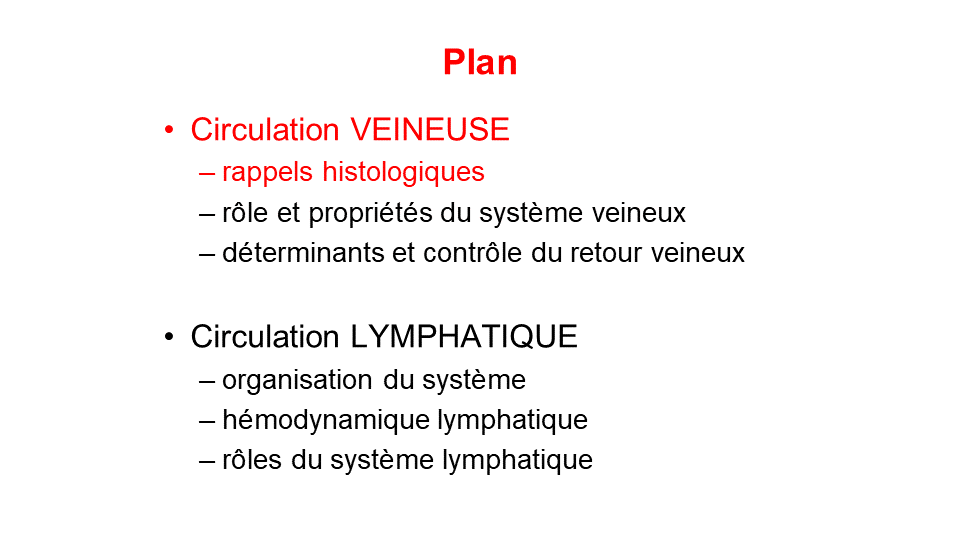 Plan
• Circulation VEINEUSE
– rappels histologiques
– rôle et propriétés du système veineux
– déterminants et contrôle du retour veineux
• Circulation LYMPHATIQUE
– organisation du système
– hémodynamique lymphatique
– rôles du système lymphatique